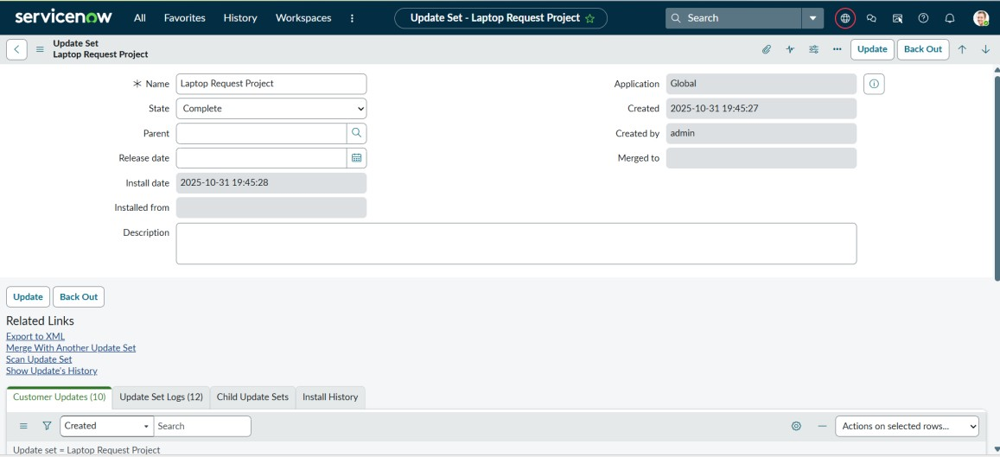 servicenow All Favorites History Workspaces Update Set - Laptop Request Project Search
Update Set
Laptop Request Project
Update Back Out
Name Laptop Request Project
Application Global
State Complete
Created 2025-10-31 19:45:27
Parent
Created by admin
Release date
Merged to
Install date 2025-10-31 19:45:28
Installed from
Description
Update Back Out
Related Links
Export to XML
Merge With Another Update Set
Scan Update Set
Show Update's History
Customer Updates (10) Update Set Logs (12) Child Update Sets Install History
Created Search Actions on selected rows...
Update set = Laptop Request Project